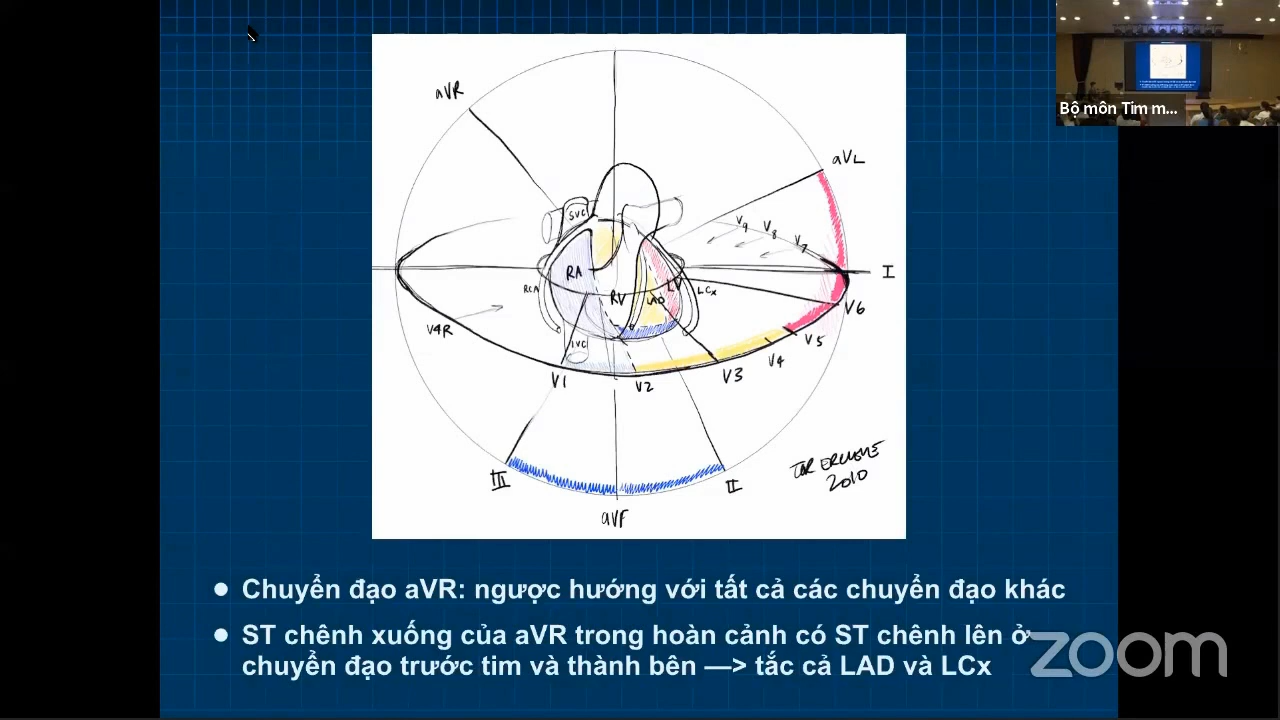 Bộ môn Tim m...
aVR
aVL
V9
V8
V7
I
SVC
RA
RCA
RV
LAD
LV
LCx
V6
V4R
V5
IVC
V4
V3
V1
V2
III
II
2010
aVF
Chuyển đạo aVR: ngược hướng với tất cả các chuyển đạo khác
ST chênh xuống của aVR trong hoàn cảnh có ST chênh lên ở
chuyển đạo trước tim và thành bên —> tắc cả LAD và LCx
zoom